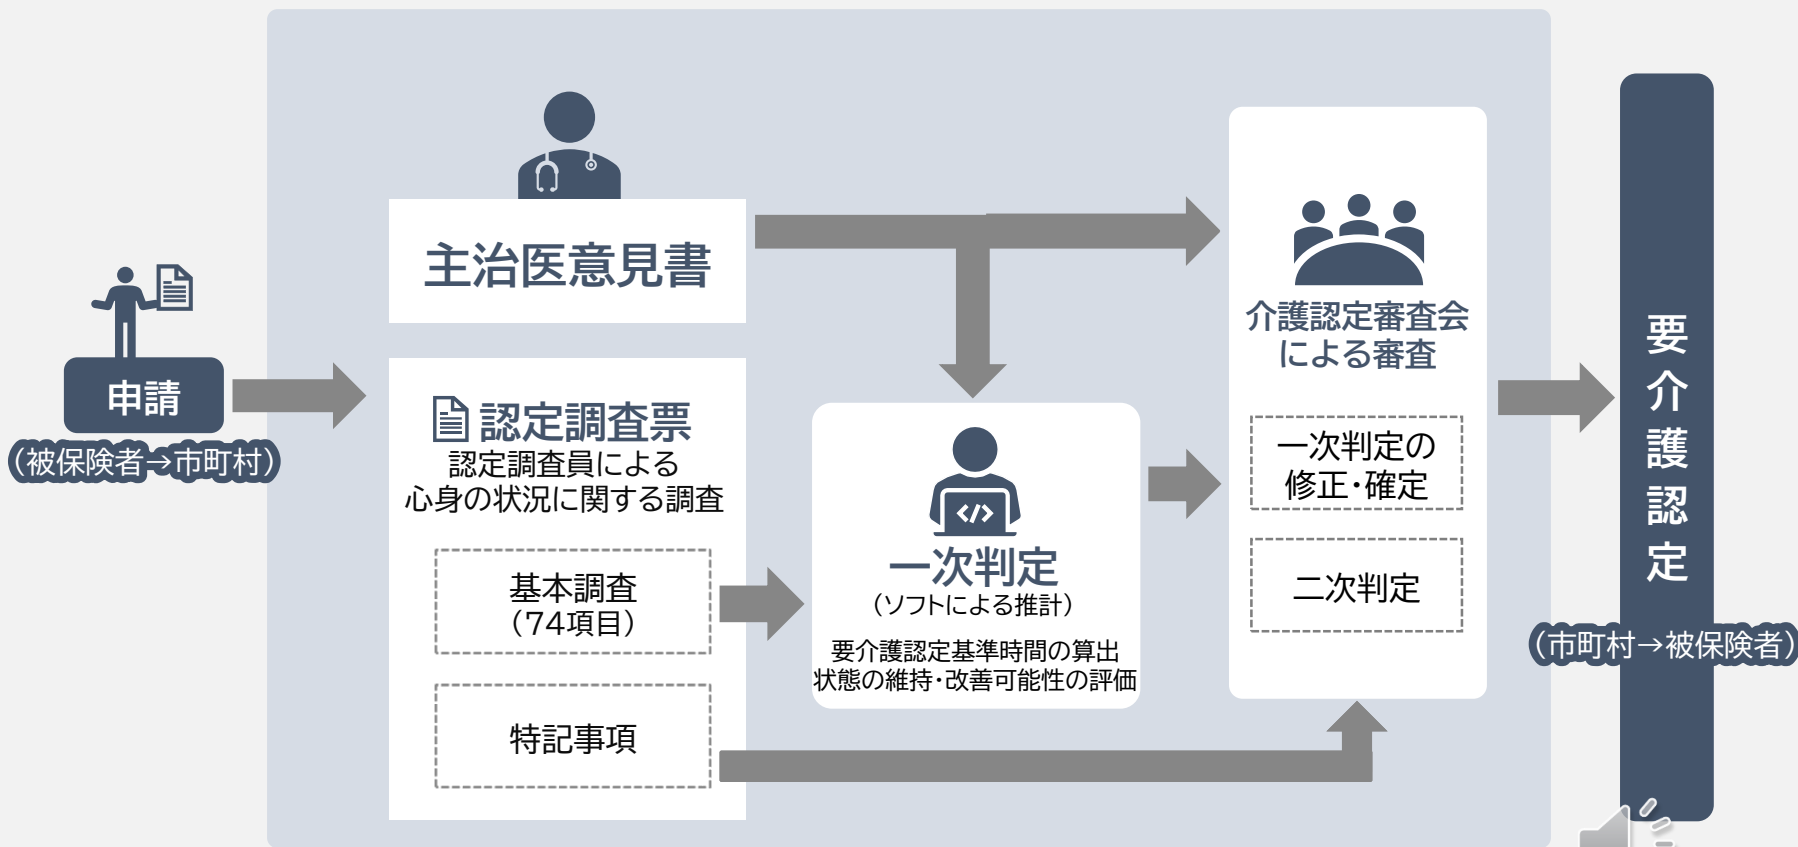 申請
（被保険者→市町村）
主治医意見書
認定調査票
認定調査員による
心身の状況に関する調査
基本調査
（74項目）
特記事項
一次判定
（ソフトによる推計）
要介護認定基準時間の算出
状態の維持・改善可能性の評価
介護認定審査会
による審査
一次判定の
修正・確定
二次判定
要介護認定
（市町村→被保険者）